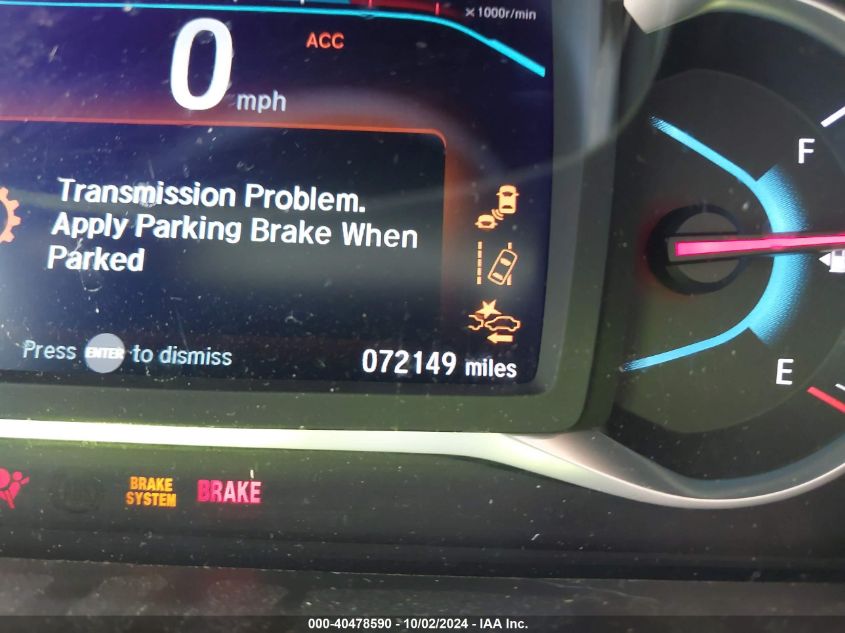 x1000r/min
ACC
0 mph
F
Transmission Problem.
Apply Parking Brake When
Parked
Press ENTER to dismiss
072149 miles
E
BRAKE
SYSTEM
BRAKE
000-40478590 - 10/02/2024 - IAA Inc.